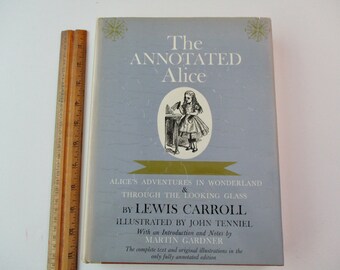 The
ANNOTATED
Alice
ALICE'S ADVENTURES IN WONDERLAND
&
THROUGH THE LOOKING GLASS
BY LEWIS CARROLL
ILLUSTRATED BY JOHN TENNIEL
With an Introduction and Notes by
MARTIN GARDNER
The complete text and original illustrations in the
only fully annotated edition